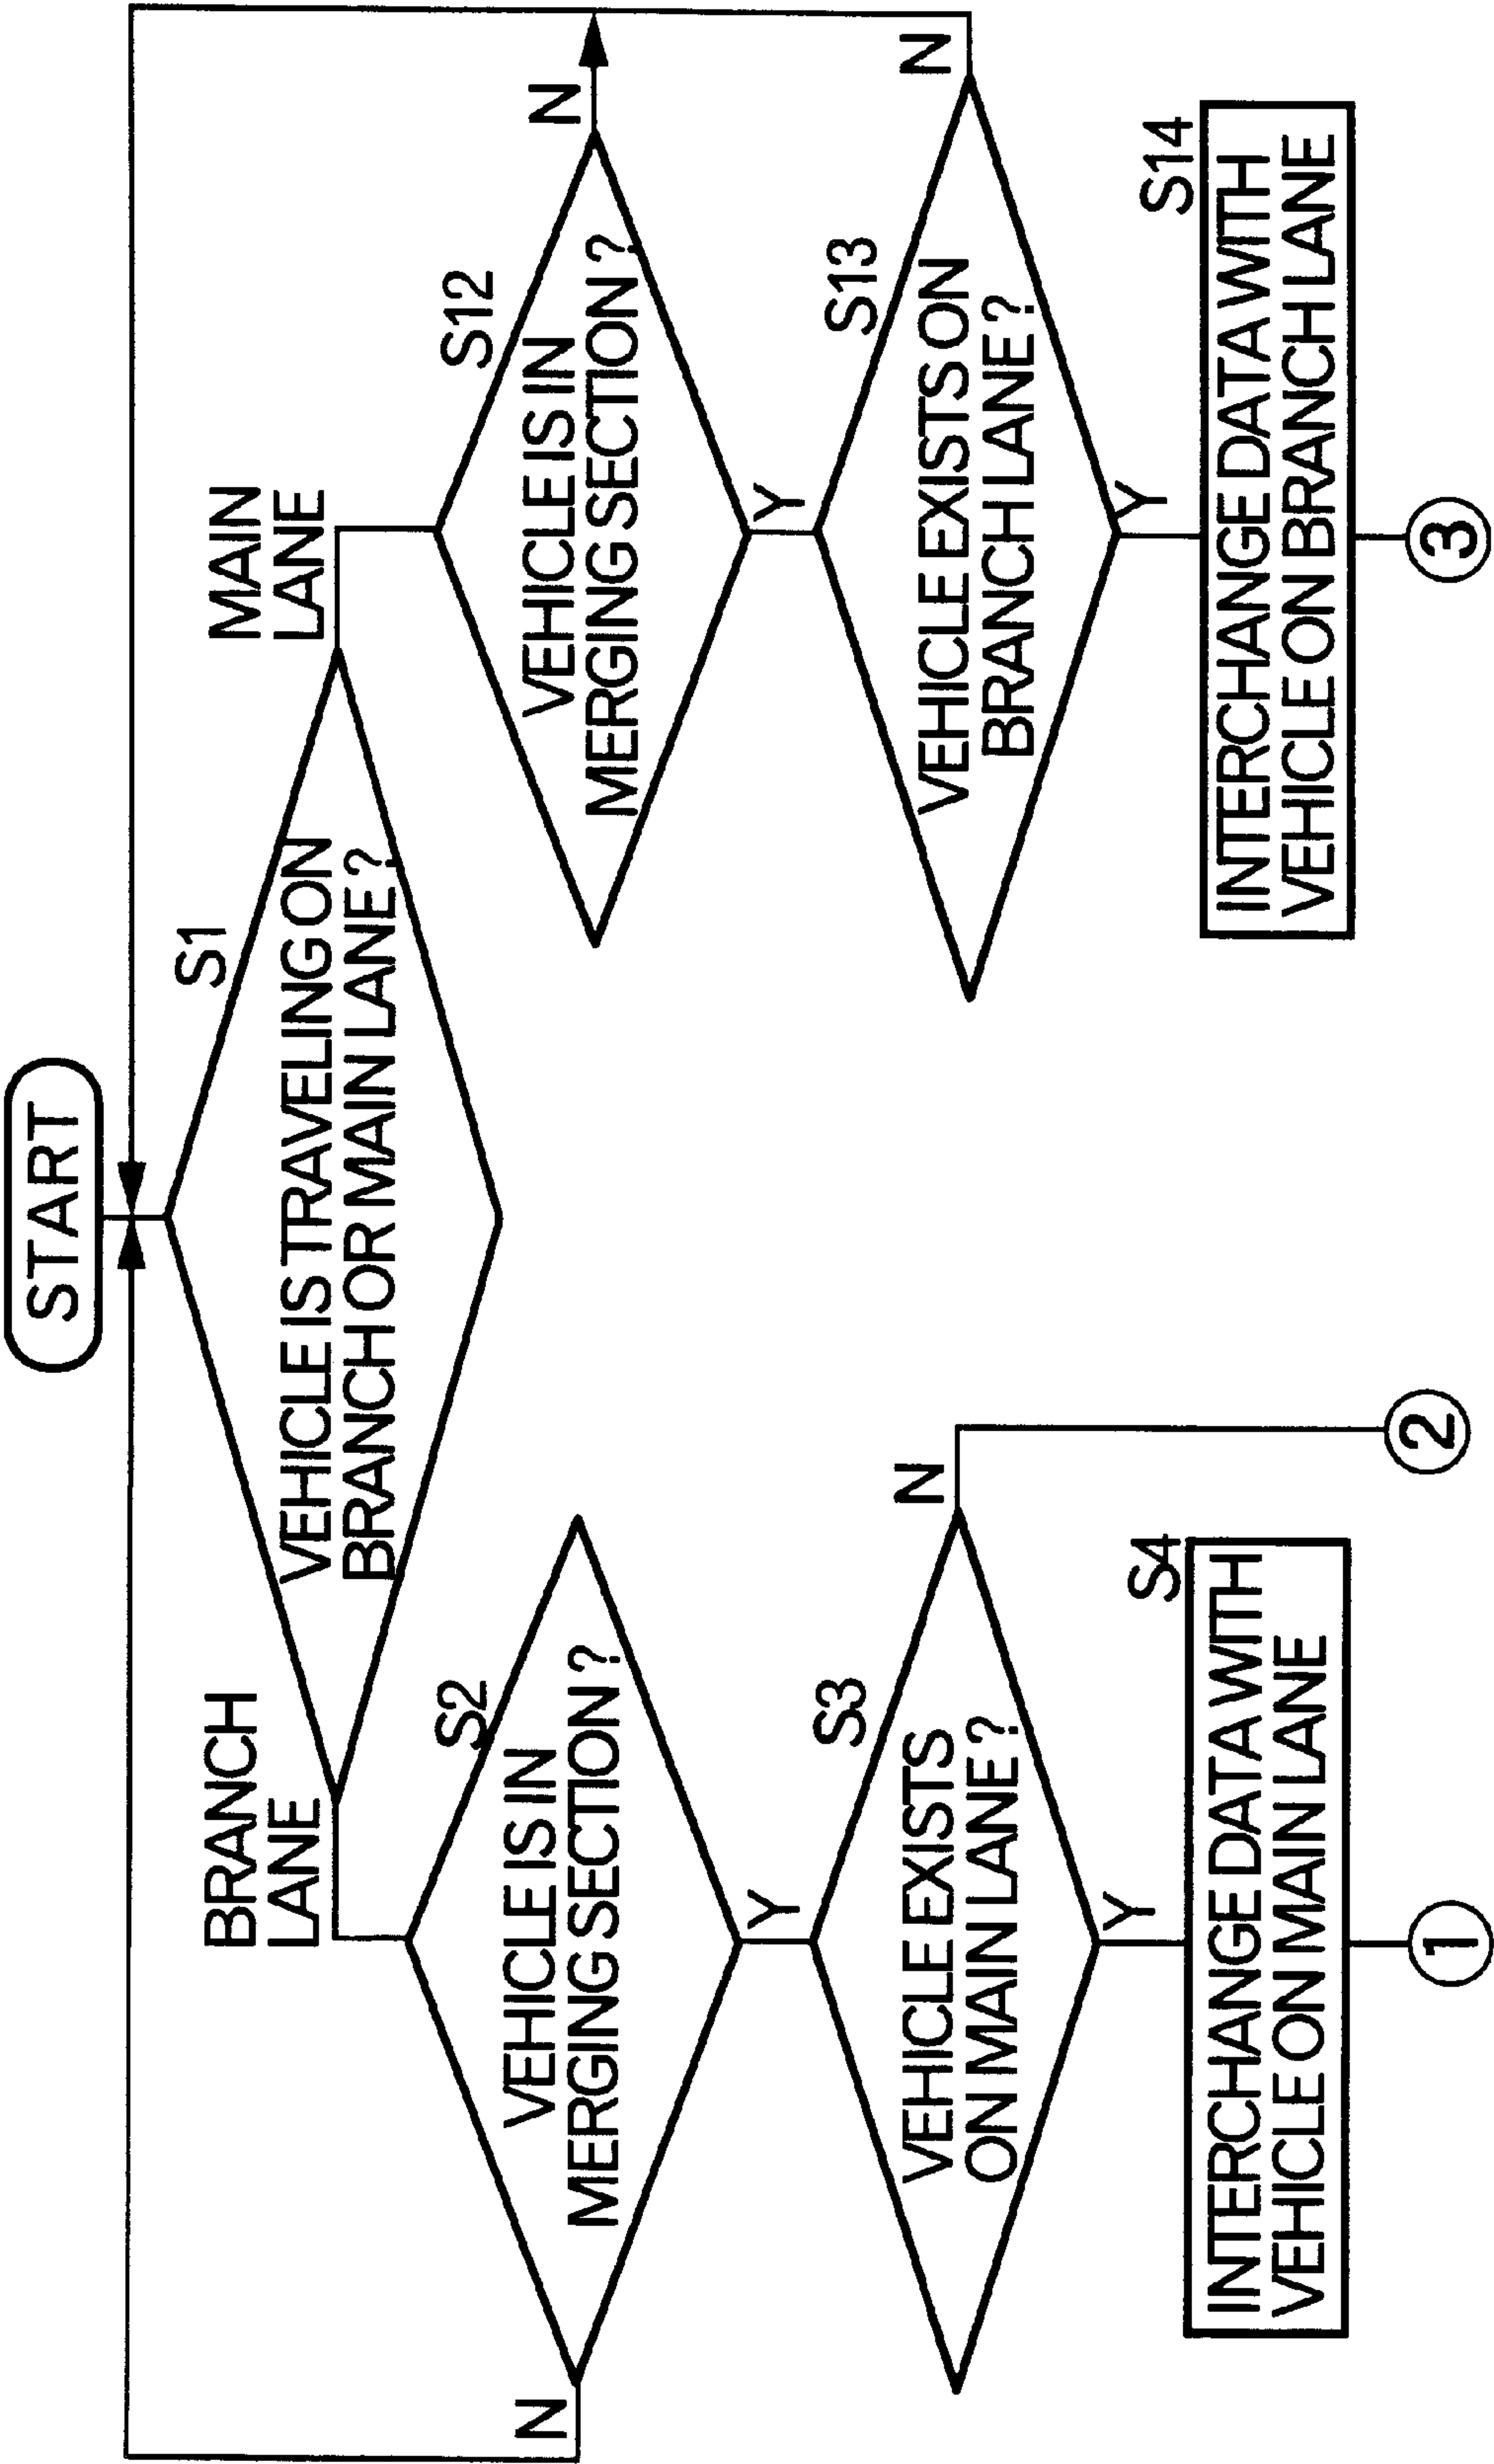 START
S1
VEHICLE IS TRAVELING ON
BRANCH OR MAIN LANE?
BRANCH
LANE
MAIN
LANE
S2
VEHICLE IS IN
MERGING SECTION?
N
Y
S3
VEHICLE EXISTS
ON MAIN LANE?
N
Y
S4
INTERCHANGE DATA WITH
VEHICLE ON MAIN LANE
1
2
S12
VEHICLE IS IN
MERGING SECTION?
N
Y
S13
VEHICLE EXISTS ON
BRANCH LANE?
N
Y
S14
INTERCHANGE DATA WITH
VEHICLE ON BRANCH LANE
3